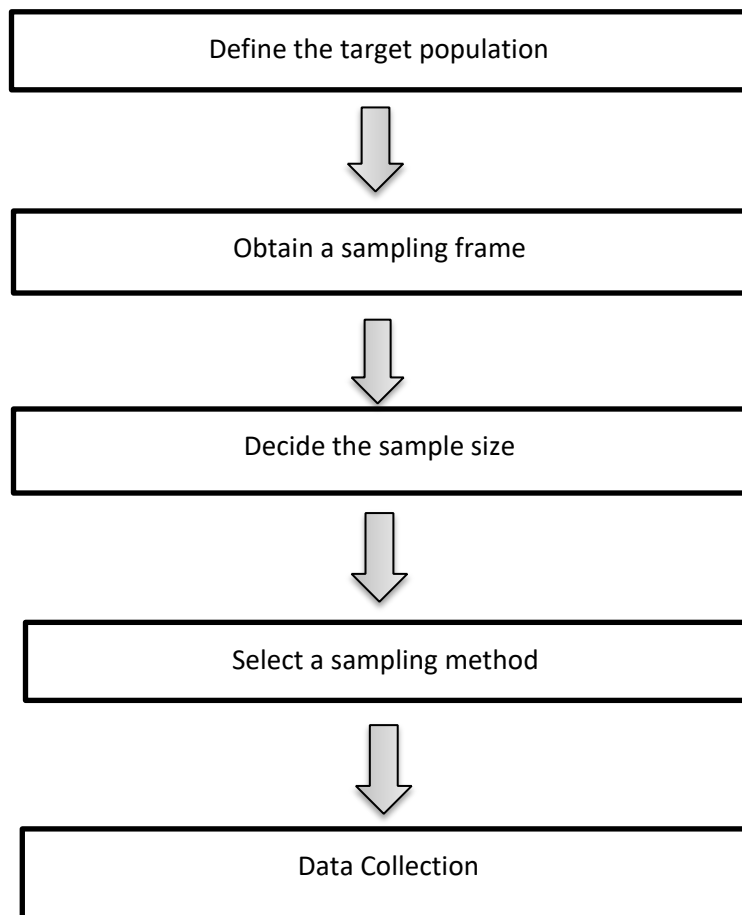 Define the target population
Obtain a sampling frame
Decide the sample size
Select a sampling method
Data Collection